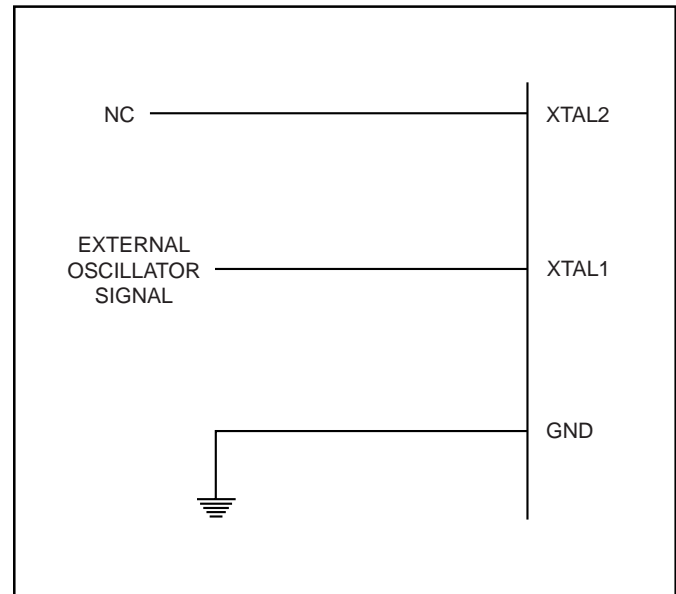 NC
XTAL2
EXTERNAL
OSCILLATOR
SIGNAL
XTAL1
GND